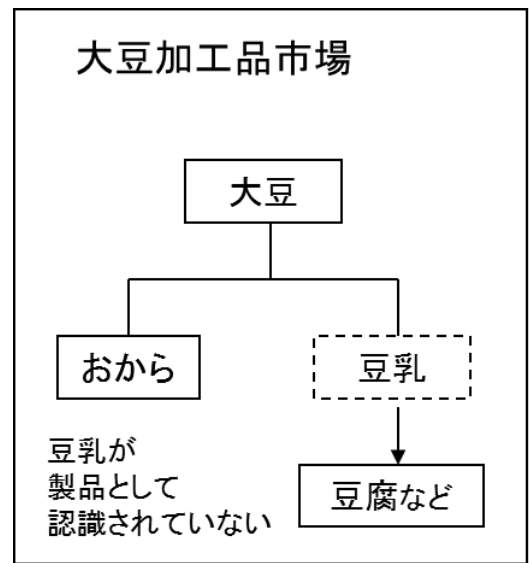 大豆加工品市場
大豆
おから
豆乳
豆乳が
製品として
認識されていない
豆腐など